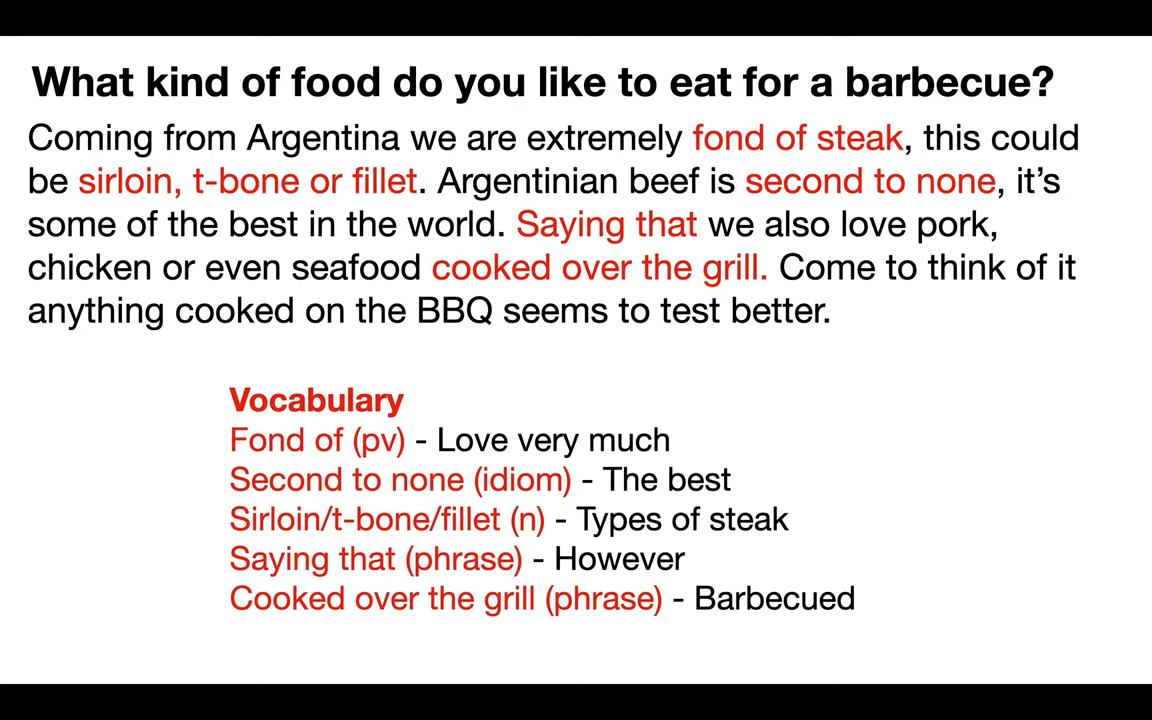 What kind of food do you like to eat for a barbecue?
Coming from Argentina we are extremely fond of steak, this could
be sirloin, t-bone or fillet. Argentinian beef is second to none, it’s
some of the best in the world. Saying that we also love pork,
chicken or even seafood cooked over the grill. Come to think of it
anything cooked on the BBQ seems to test better.
Vocabulary
Fond of (pv) - Love very much
Second to none (idiom) - The best
Sirloin/t-bone/fillet (n) - Types of steak
Saying that (phrase) - However
Cooked over the grill (phrase) - Barbecued